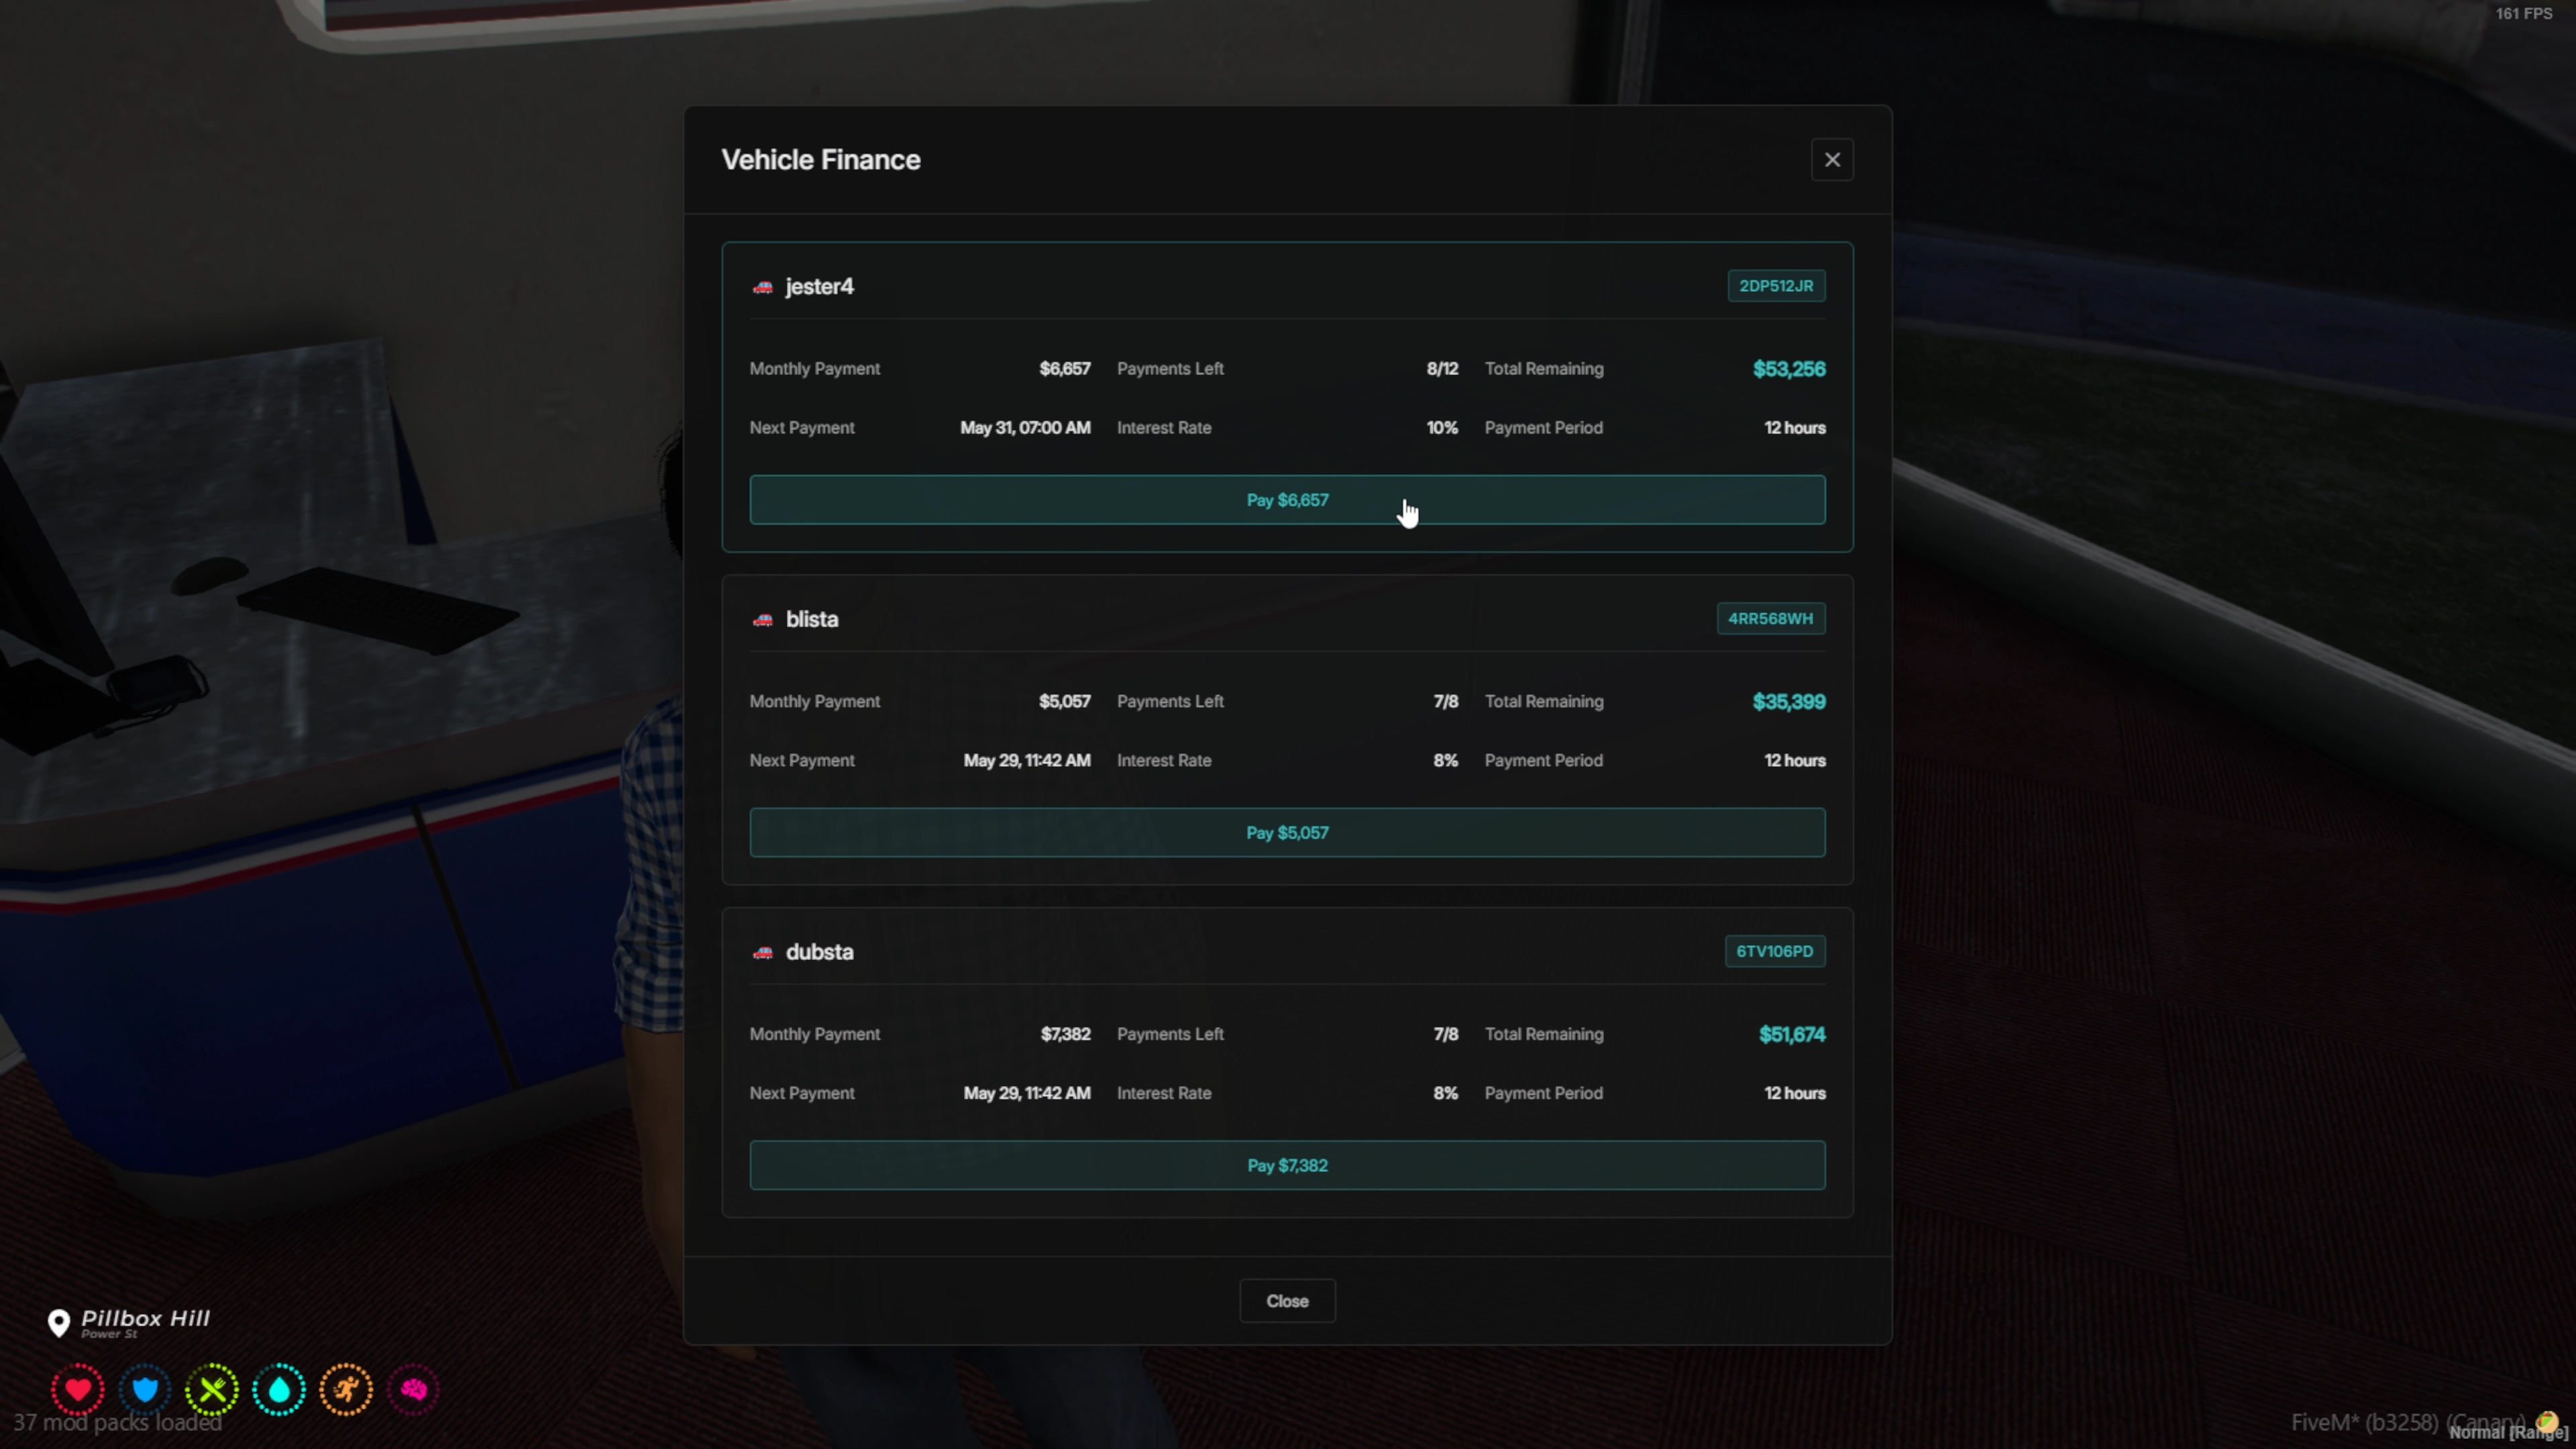 161 FPS
Vehicle Finance
jester4
2DP512JR
Monthly Payment $6,657 Payments Left 8/12 Total Remaining $53,256
Next Payment May 31, 07:00 AM Interest Rate 10% Payment Period 12 hours
Pay $6,657
blista
4RR568WH
Monthly Payment $5,057 Payments Left 7/8 Total Remaining $35,399
Next Payment May 29, 11:42 AM Interest Rate 8% Payment Period 12 hours
Pay $5,057
dubsta
6TV106PD
Monthly Payment $7,382 Payments Left 7/8 Total Remaining $51,674
Next Payment May 29, 11:42 AM Interest Rate 8% Payment Period 12 hours
Pay $7,382
Close
Pillbox Hill
Power St
37 mod packs loaded
FiveM* (b3258) (Canary)
Normal [Range]